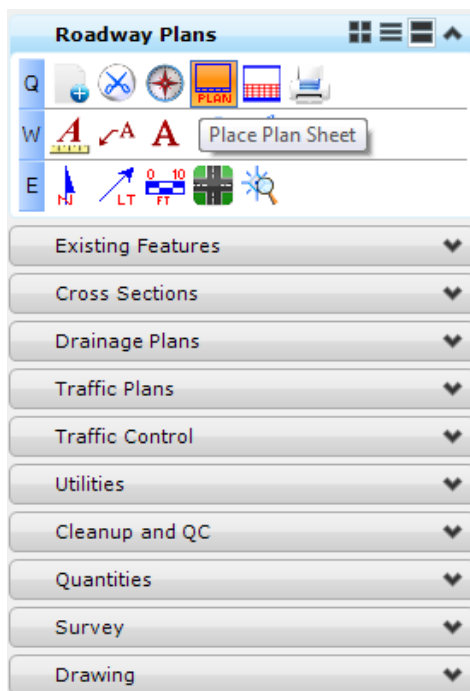 Roadway Plans
Q
PLAN
W A A A Place Plan Sheet
E N LT 0 10 FT
Existing Features
Cross Sections
Drainage Plans
Traffic Plans
Traffic Control
Utilities
Cleanup and QC
Quantities
Survey
Drawing